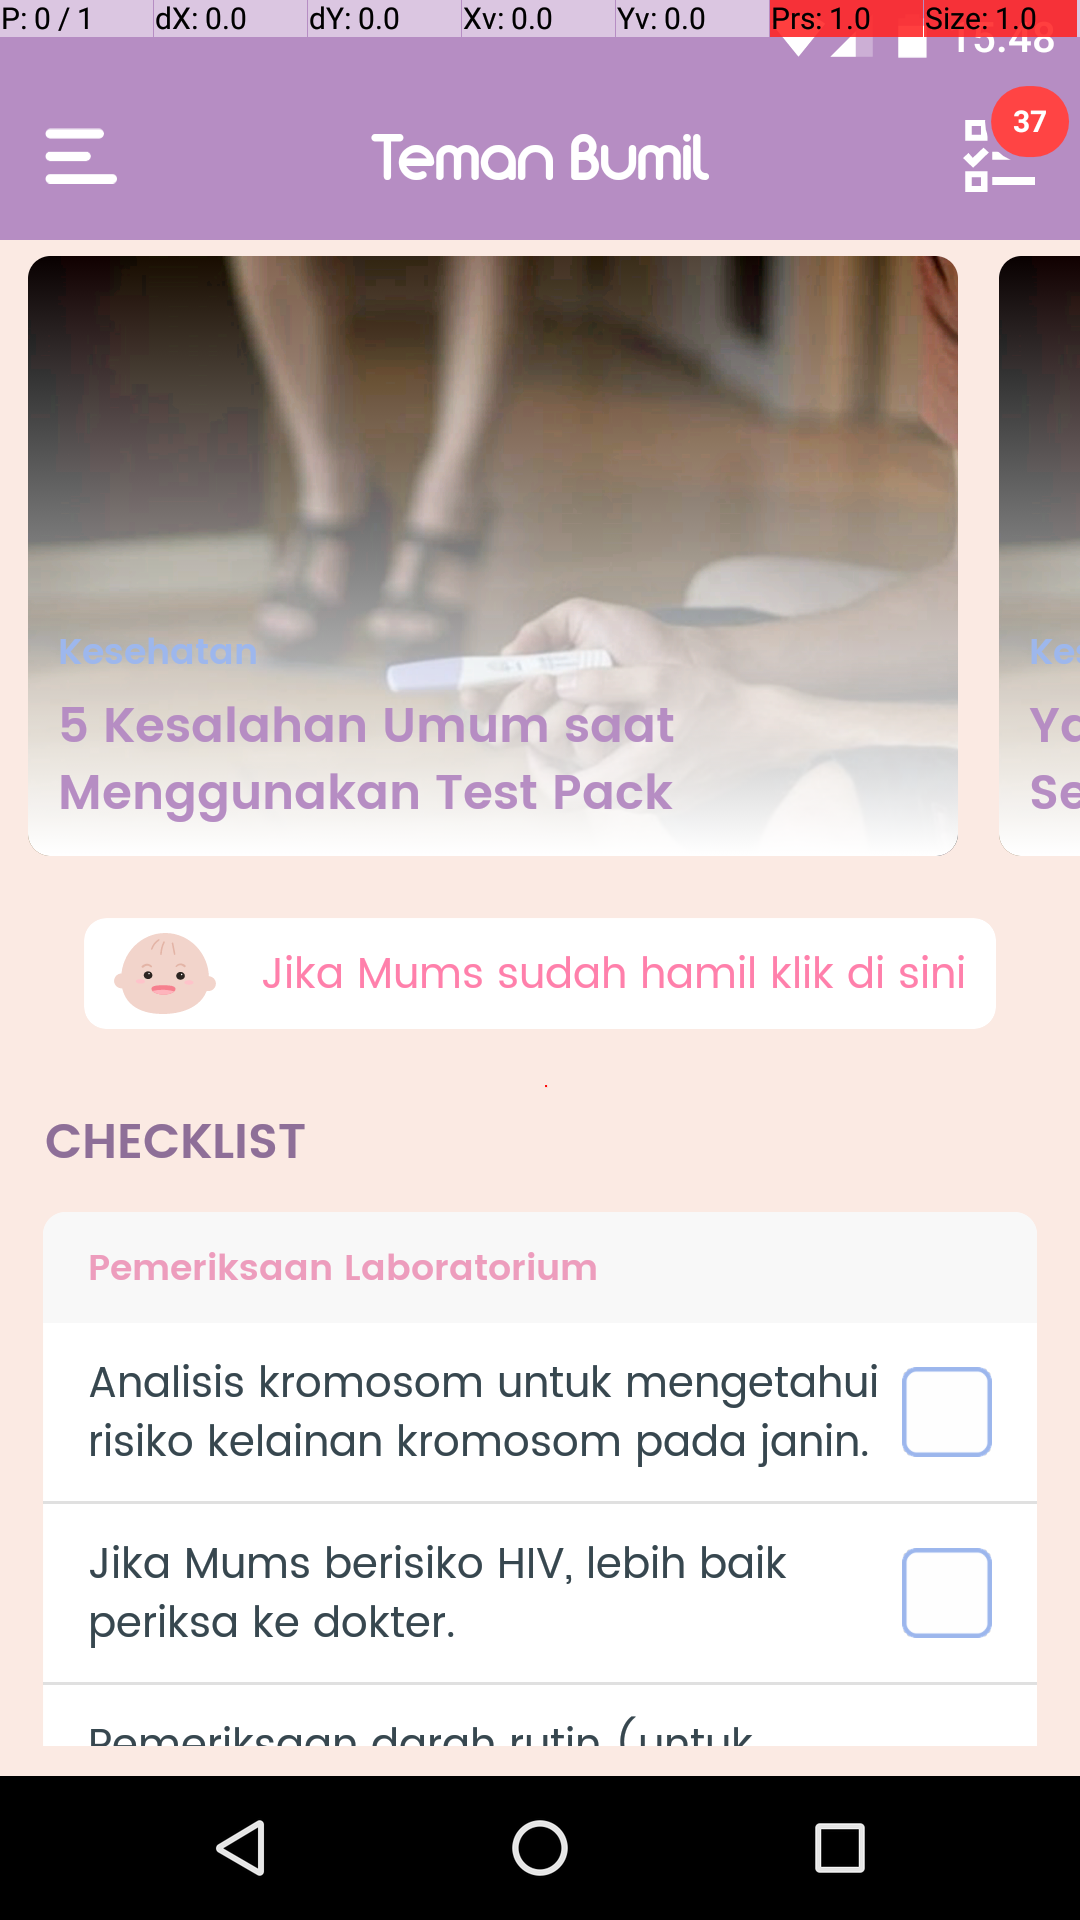 P: 0 / 1 dX: 0.0 dY: 0.0 Xv: 0.0 Yv: 0.0 Prs: 1.0 Size: 1.0
15:48
37
Teman Bumil
Kesehatan
5 Kesalahan Umum saat
Menggunakan Test Pack
Jika Mums sudah hamil klik di sini
CHECKLIST
Pemeriksaan Laboratorium
Analisis kromosom untuk mengetahui
risiko kelainan kromosom pada janin.
Jika Mums berisiko HIV, lebih baik
periksa ke dokter.
Pemeriksaan darah rutin (untuk